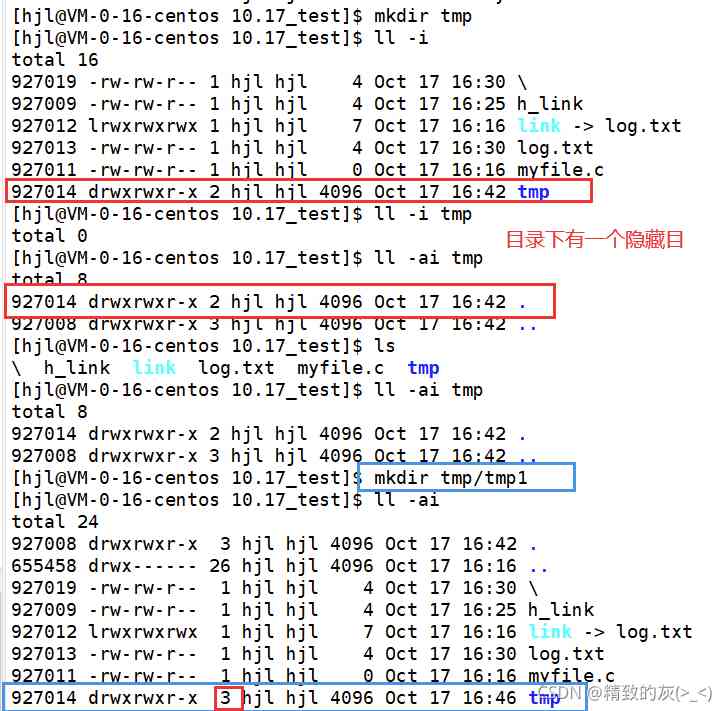 [hjl@VM-0-16-centos 10.17_test]$ mkdir tmp
[hjl@VM-0-16-centos 10.17_test]$ ll -i
total 16
927019 -rw-rw-r-- 1 hjl hjl    4 Oct 17 16:30 \
927009 -rw-rw-r-- 1 hjl hjl    4 Oct 17 16:25 h_link
927012 lrwxrwxrwx 1 hjl hjl    7 Oct 17 16:16 link -> log.txt
927013 -rw-rw-r-- 1 hjl hjl    4 Oct 17 16:30 log.txt
927011 -rw-rw-r-- 1 hjl hjl    0 Oct 17 16:16 myfile.c
927014 drwxrwxr-x 2 hjl hjl 4096 Oct 17 16:42 tmp
[hjl@VM-0-16-centos 10.17_test]$ ll -i tmp
total 0
目录下有一个隐藏目
[hjl@VM-0-16-centos 10.17_test]$ ll -ai tmp
total 8
927014 drwxrwxr-x 2 hjl hjl 4096 Oct 17 16:42 .
927008 drwxrwxr-x 3 hjl hjl 4096 Oct 17 16:42 ..
[hjl@VM-0-16-centos 10.17_test]$ ls
\  h_link  link  log.txt  myfile.c  tmp
[hjl@VM-0-16-centos 10.17_test]$ ll -ai tmp
total 8
927014 drwxrwxr-x 2 hjl hjl 4096 Oct 17 16:42 .
927008 drwxrwxr-x 3 hjl hjl 4096 Oct 17 16:42 ..
[hjl@VM-0-16-centos 10.17_test]$ mkdir tmp/tmp1
[hjl@VM-0-16-centos 10.17_test]$ ll -ai
total 24
927008 drwxrwxr-x  3 hjl hjl 4096 Oct 17 16:42 .
655458 drwx------ 26 hjl hjl 4096 Oct 17 16:16 ..
927019 -rw-rw-r--  1 hjl hjl    4 Oct 17 16:30 \
927009 -rw-rw-r--  1 hjl hjl    4 Oct 17 16:25 h_link
927012 lrwxrwxrwx  1 hjl hjl    7 Oct 17 16:16 link -> log.txt
927013 -rw-rw-r--  1 hjl hjl    4 Oct 17 16:30 log.txt
927011 -rw-rw-r--  1 hjl hjl    0 Oct 17 16:16 myfile.c
927014 drwxrwxr-x  3 hjl hjl 4096 Oct 17 16:46 tmp
CSDN @精致的灰(>_<)